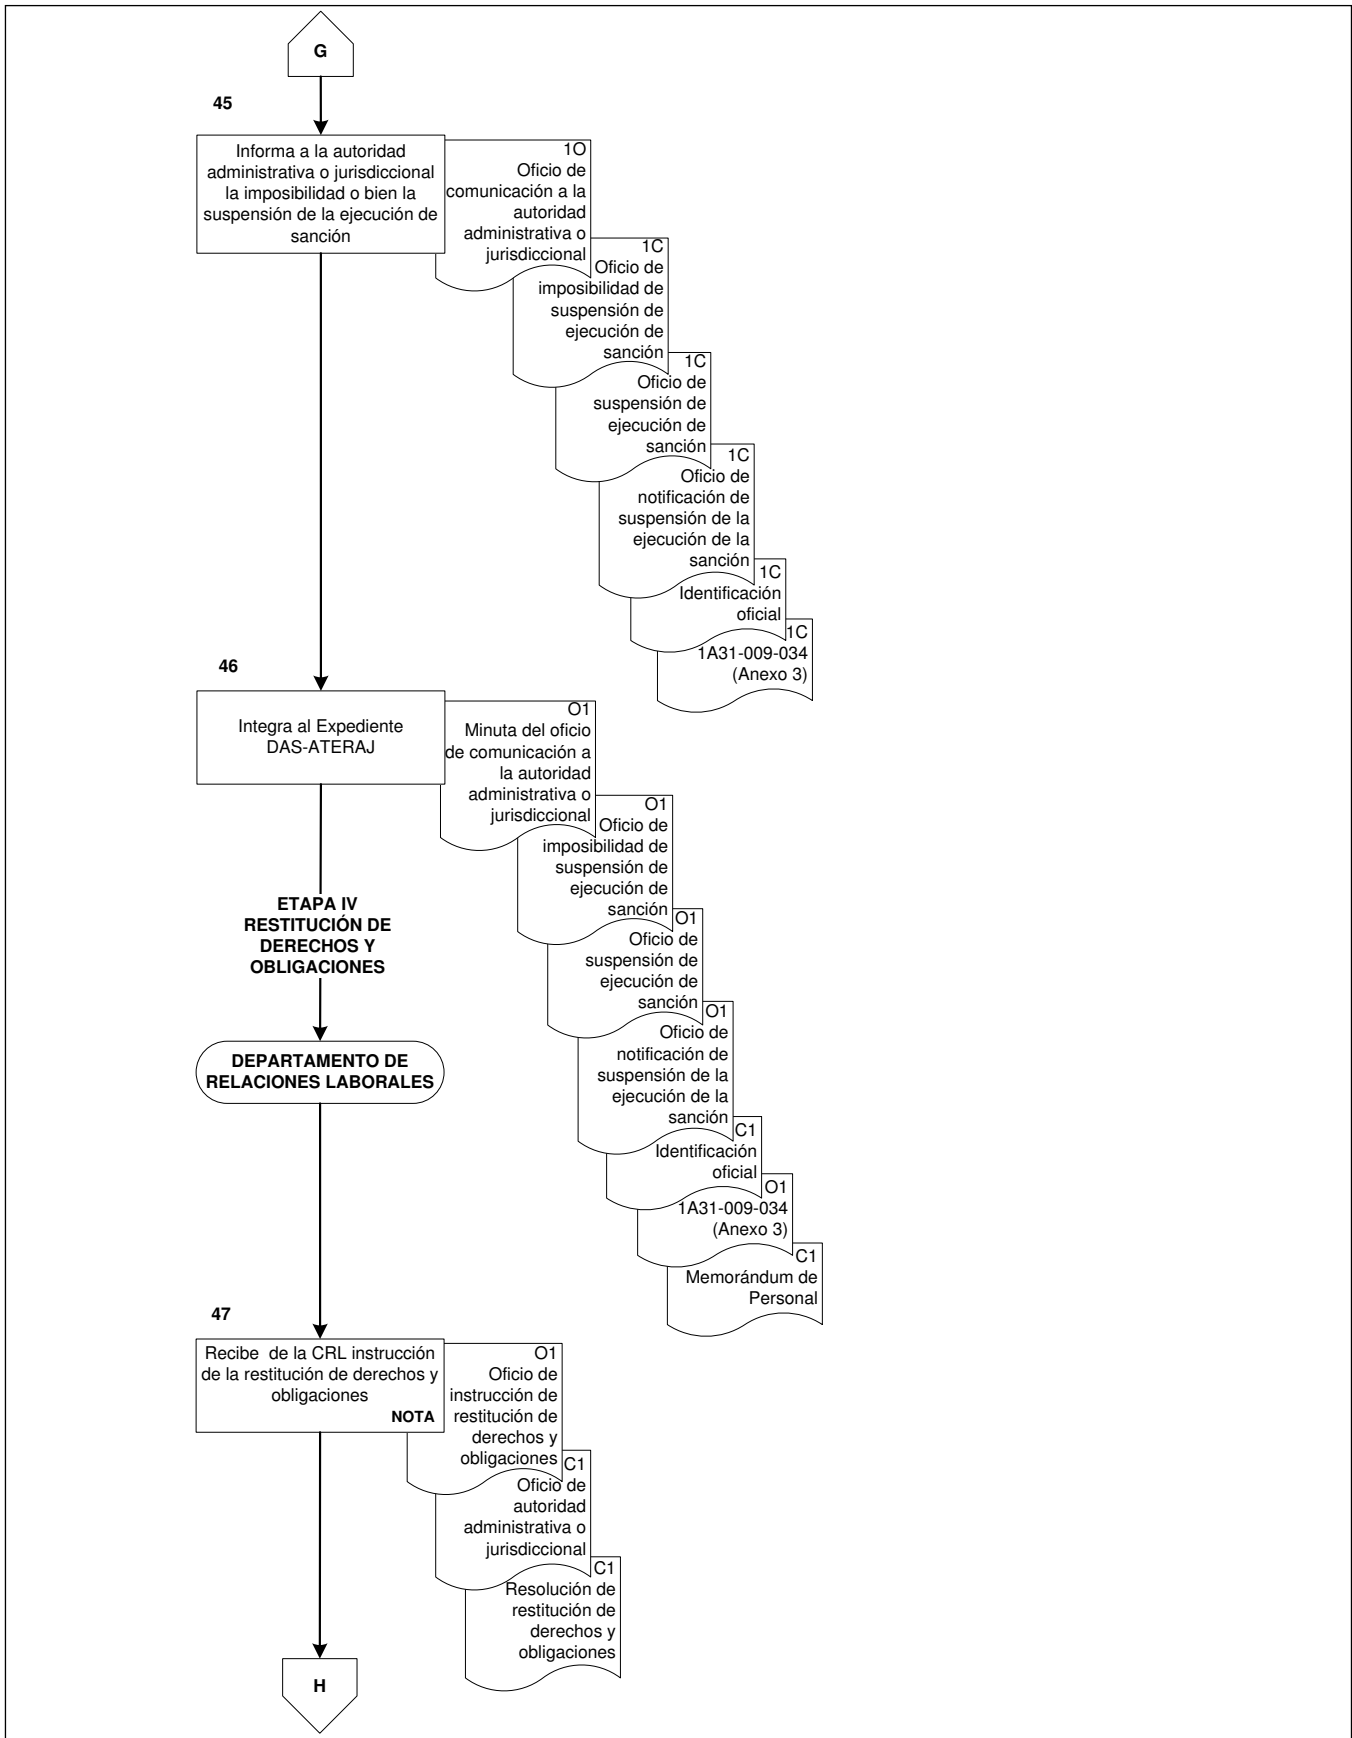 G
45
Informa a la autoridad
administrativa o jurisdiccional
la imposibilidad o bien la
suspensión de la ejecución de
sanción
1O
Oficio de
comunicación a la
autoridad
administrativa o
jurisdiccional
1C
Oficio de
imposibilidad de
suspensión de
ejecución de
sanción
1C
Oficio de
suspensión de
ejecución de
sanción
1C
Oficio de
notificación de
suspensión de la
ejecución de la
sanción
1C
Identificación
oficial
1C
1A31-009-034
(Anexo 3)
46
Integra al Expediente
DAS-ATERAJ
O1
Minuta del oficio
de comunicación a
la autoridad
administrativa o
jurisdiccional
O1
Oficio de
imposibilidad de
suspensión de
ejecución de
sanción
O1
Oficio de
suspensión de
ejecución de
sanción
O1
Oficio de
notificación de
suspensión de la
ejecución de la
sanción
C1
Identificación
oficial
O1
1A31-009-034
(Anexo 3)
C1
Memorándum de
Personal
ETAPA IV
RESTITUCIÓN DE
DERECHOS Y
OBLIGACIONES
DEPARTAMENTO DE
RELACIONES LABORALES
47
Recibe de la CRL instrucción
de la restitución de derechos y
obligaciones
NOTA
O1
Oficio de
instrucción de
restitución de
derechos y
obligaciones
C1
Oficio de
autoridad
administrativa o
jurisdiccional
C1
Resolución de
restitución de
derechos y
obligaciones
H